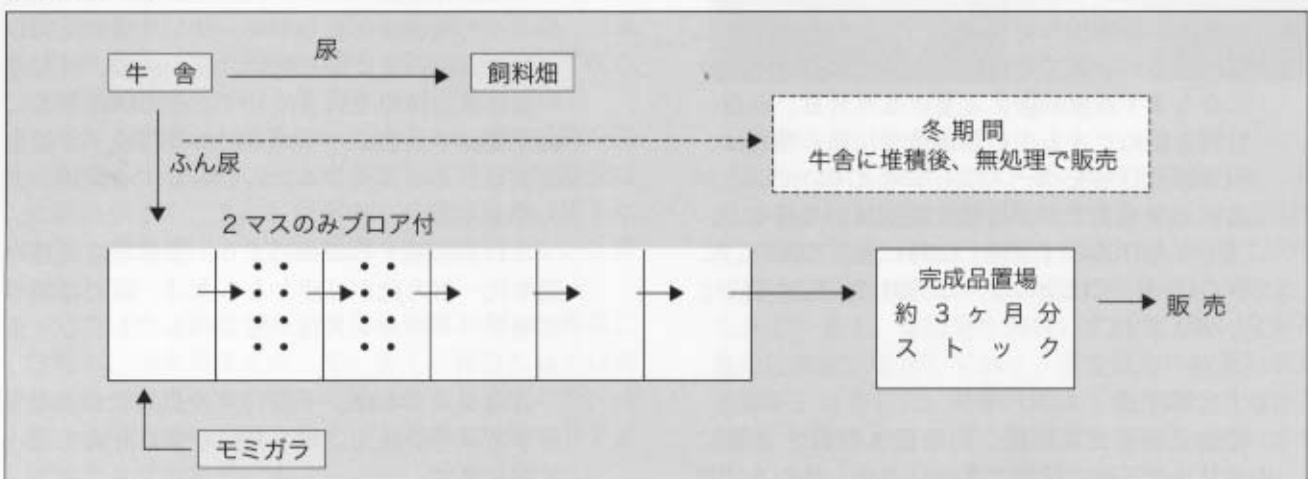 牛 舎
尿
飼料畑
ふん尿
冬 期 間
牛舎に堆積後、無処理で販売
2マスのみブロア付
完成品置場
約 3 ヶ 月 分
ス ト ッ ク
販 売
モミガラ